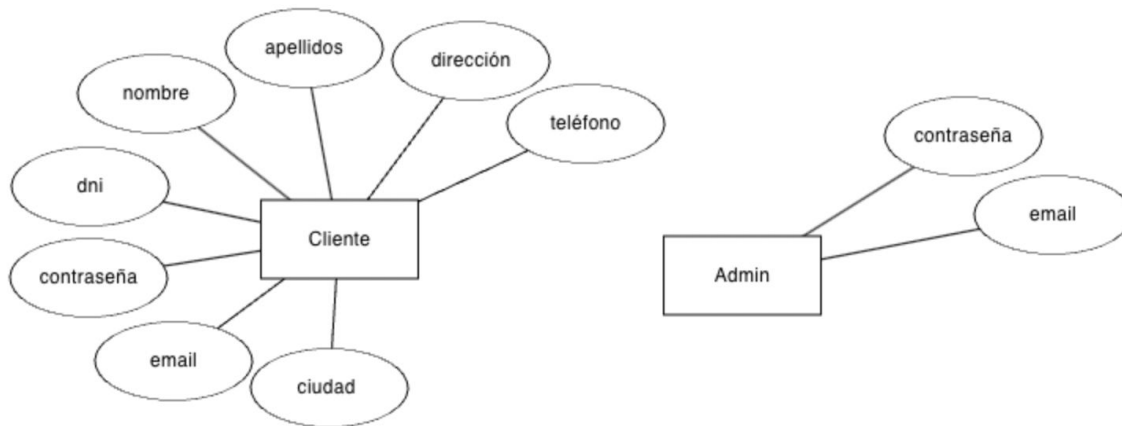 apellidos
dirección
nombre
teléfono
contraseña
dni
email
Cliente
Admin
contraseña
email
ciudad